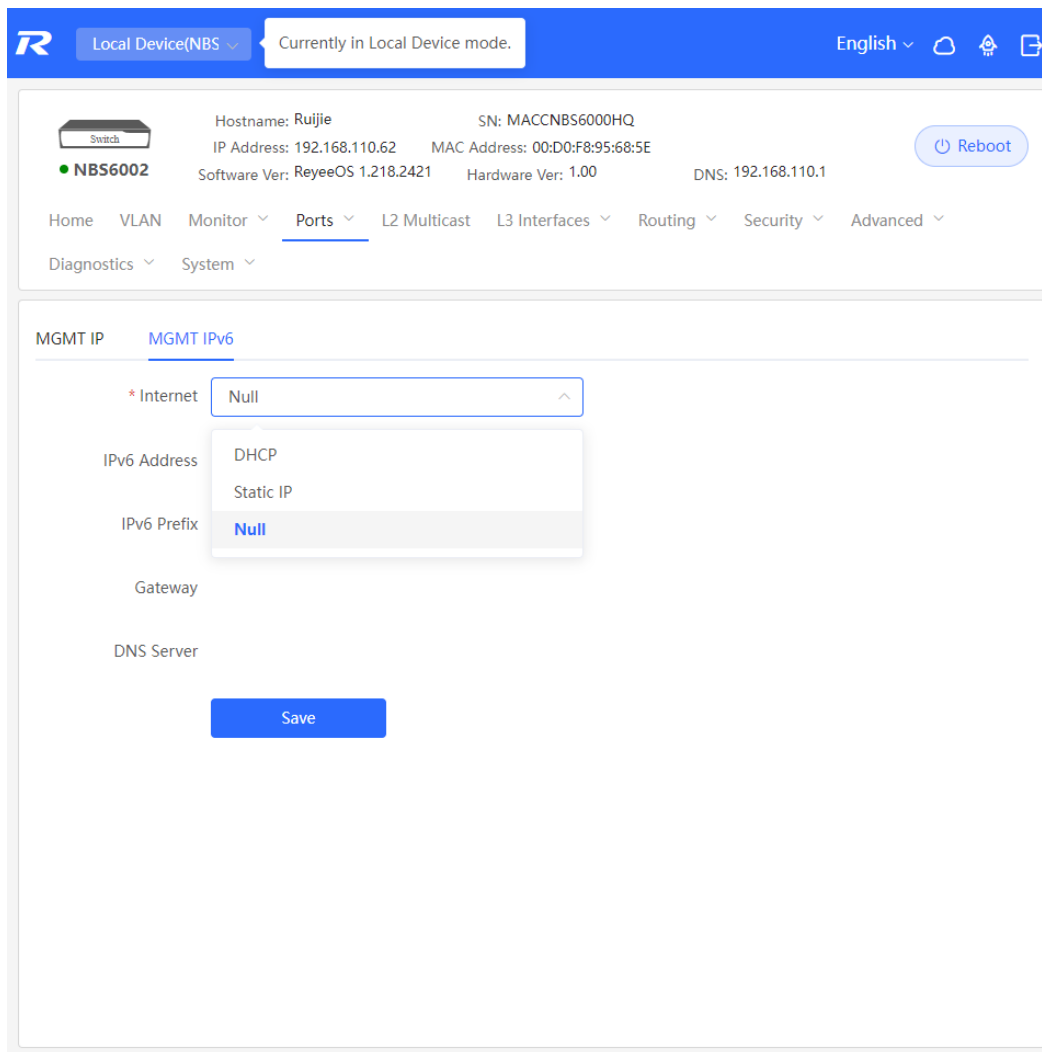 Local Device(NBS Currently in Local Device mode. English
Switch
NBS6002
Hostname: Ruijie SN: MACCNBS6000HQ
IP Address: 192.168.110.62 MAC Address: 00:D0:F8:95:68:5E
Software Ver: ReyeeOS 1.218.2421 Hardware Ver: 1.00 DNS: 192.168.110.1
Reboot
Home VLAN Monitor Ports L2 Multicast L3 Interfaces Routing Security Advanced
Diagnostics System
MGMT IP MGMT IPv6
* Internet Null
IPv6 Address DHCP
Static IP
IPv6 Prefix Null
Gateway
DNS Server
Save